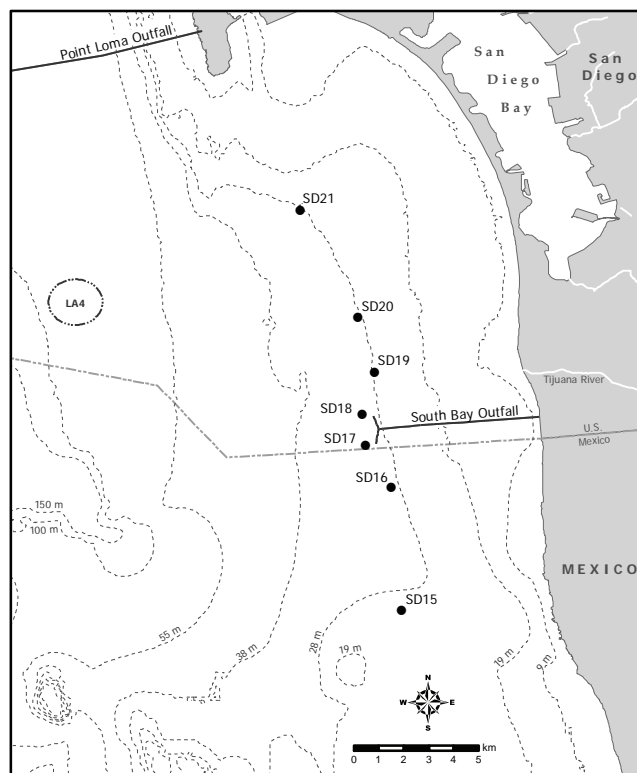 Point Loma Outfall
San
Diego
Bay
San
Diego
SD21
LA4
SD20
SD19
Tijuana River
SD18
South Bay Outfall
U.S.
Mexico
SD17
SD16
150 m
100 m
MEXICO
SD15
55 m
38 m
28 m
19 m
19 m
9 m
N
W
E
S
km
0 1 2 3 4 5